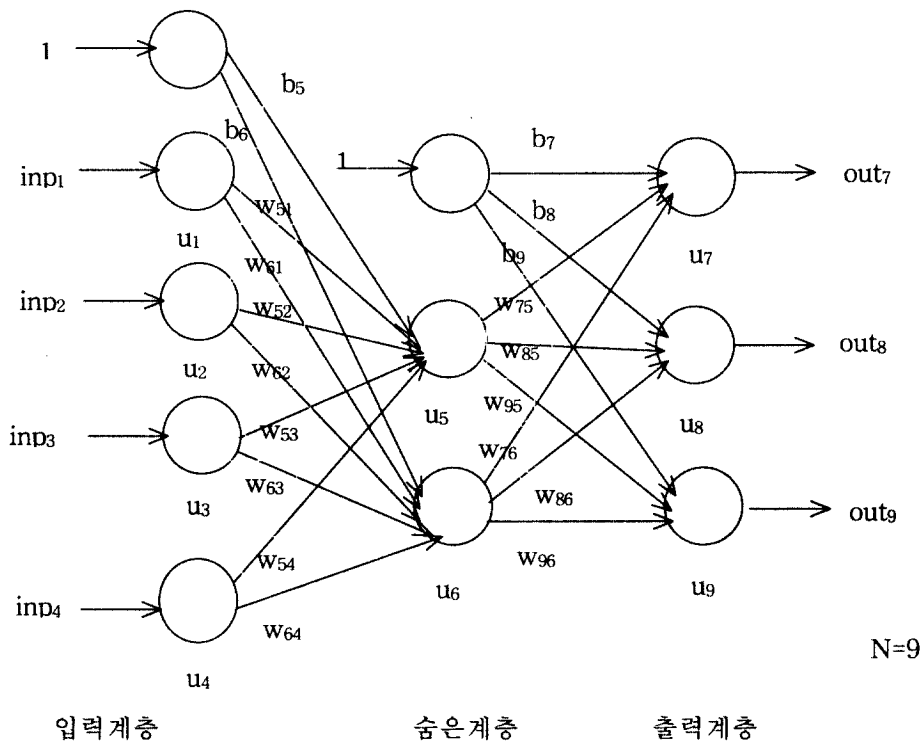 1
b₅
b₆
b₇
inp₁
1
out₇
w₅₁
b₈
u₁
u₇
w₆₁
b₉
inp₂
w₅₂
w₇₅
out₈
u₂
w₆₂
w₈₅
u₅
w₉₅
u₈
inp₃
w₅₃
w₇₆
w₆₃
w₈₆
out₉
u₃
w₅₄
w₉₆
u₆
u₉
inp₄
w₆₄
N=9
u₄
입력계층 숨은계층 출력계층